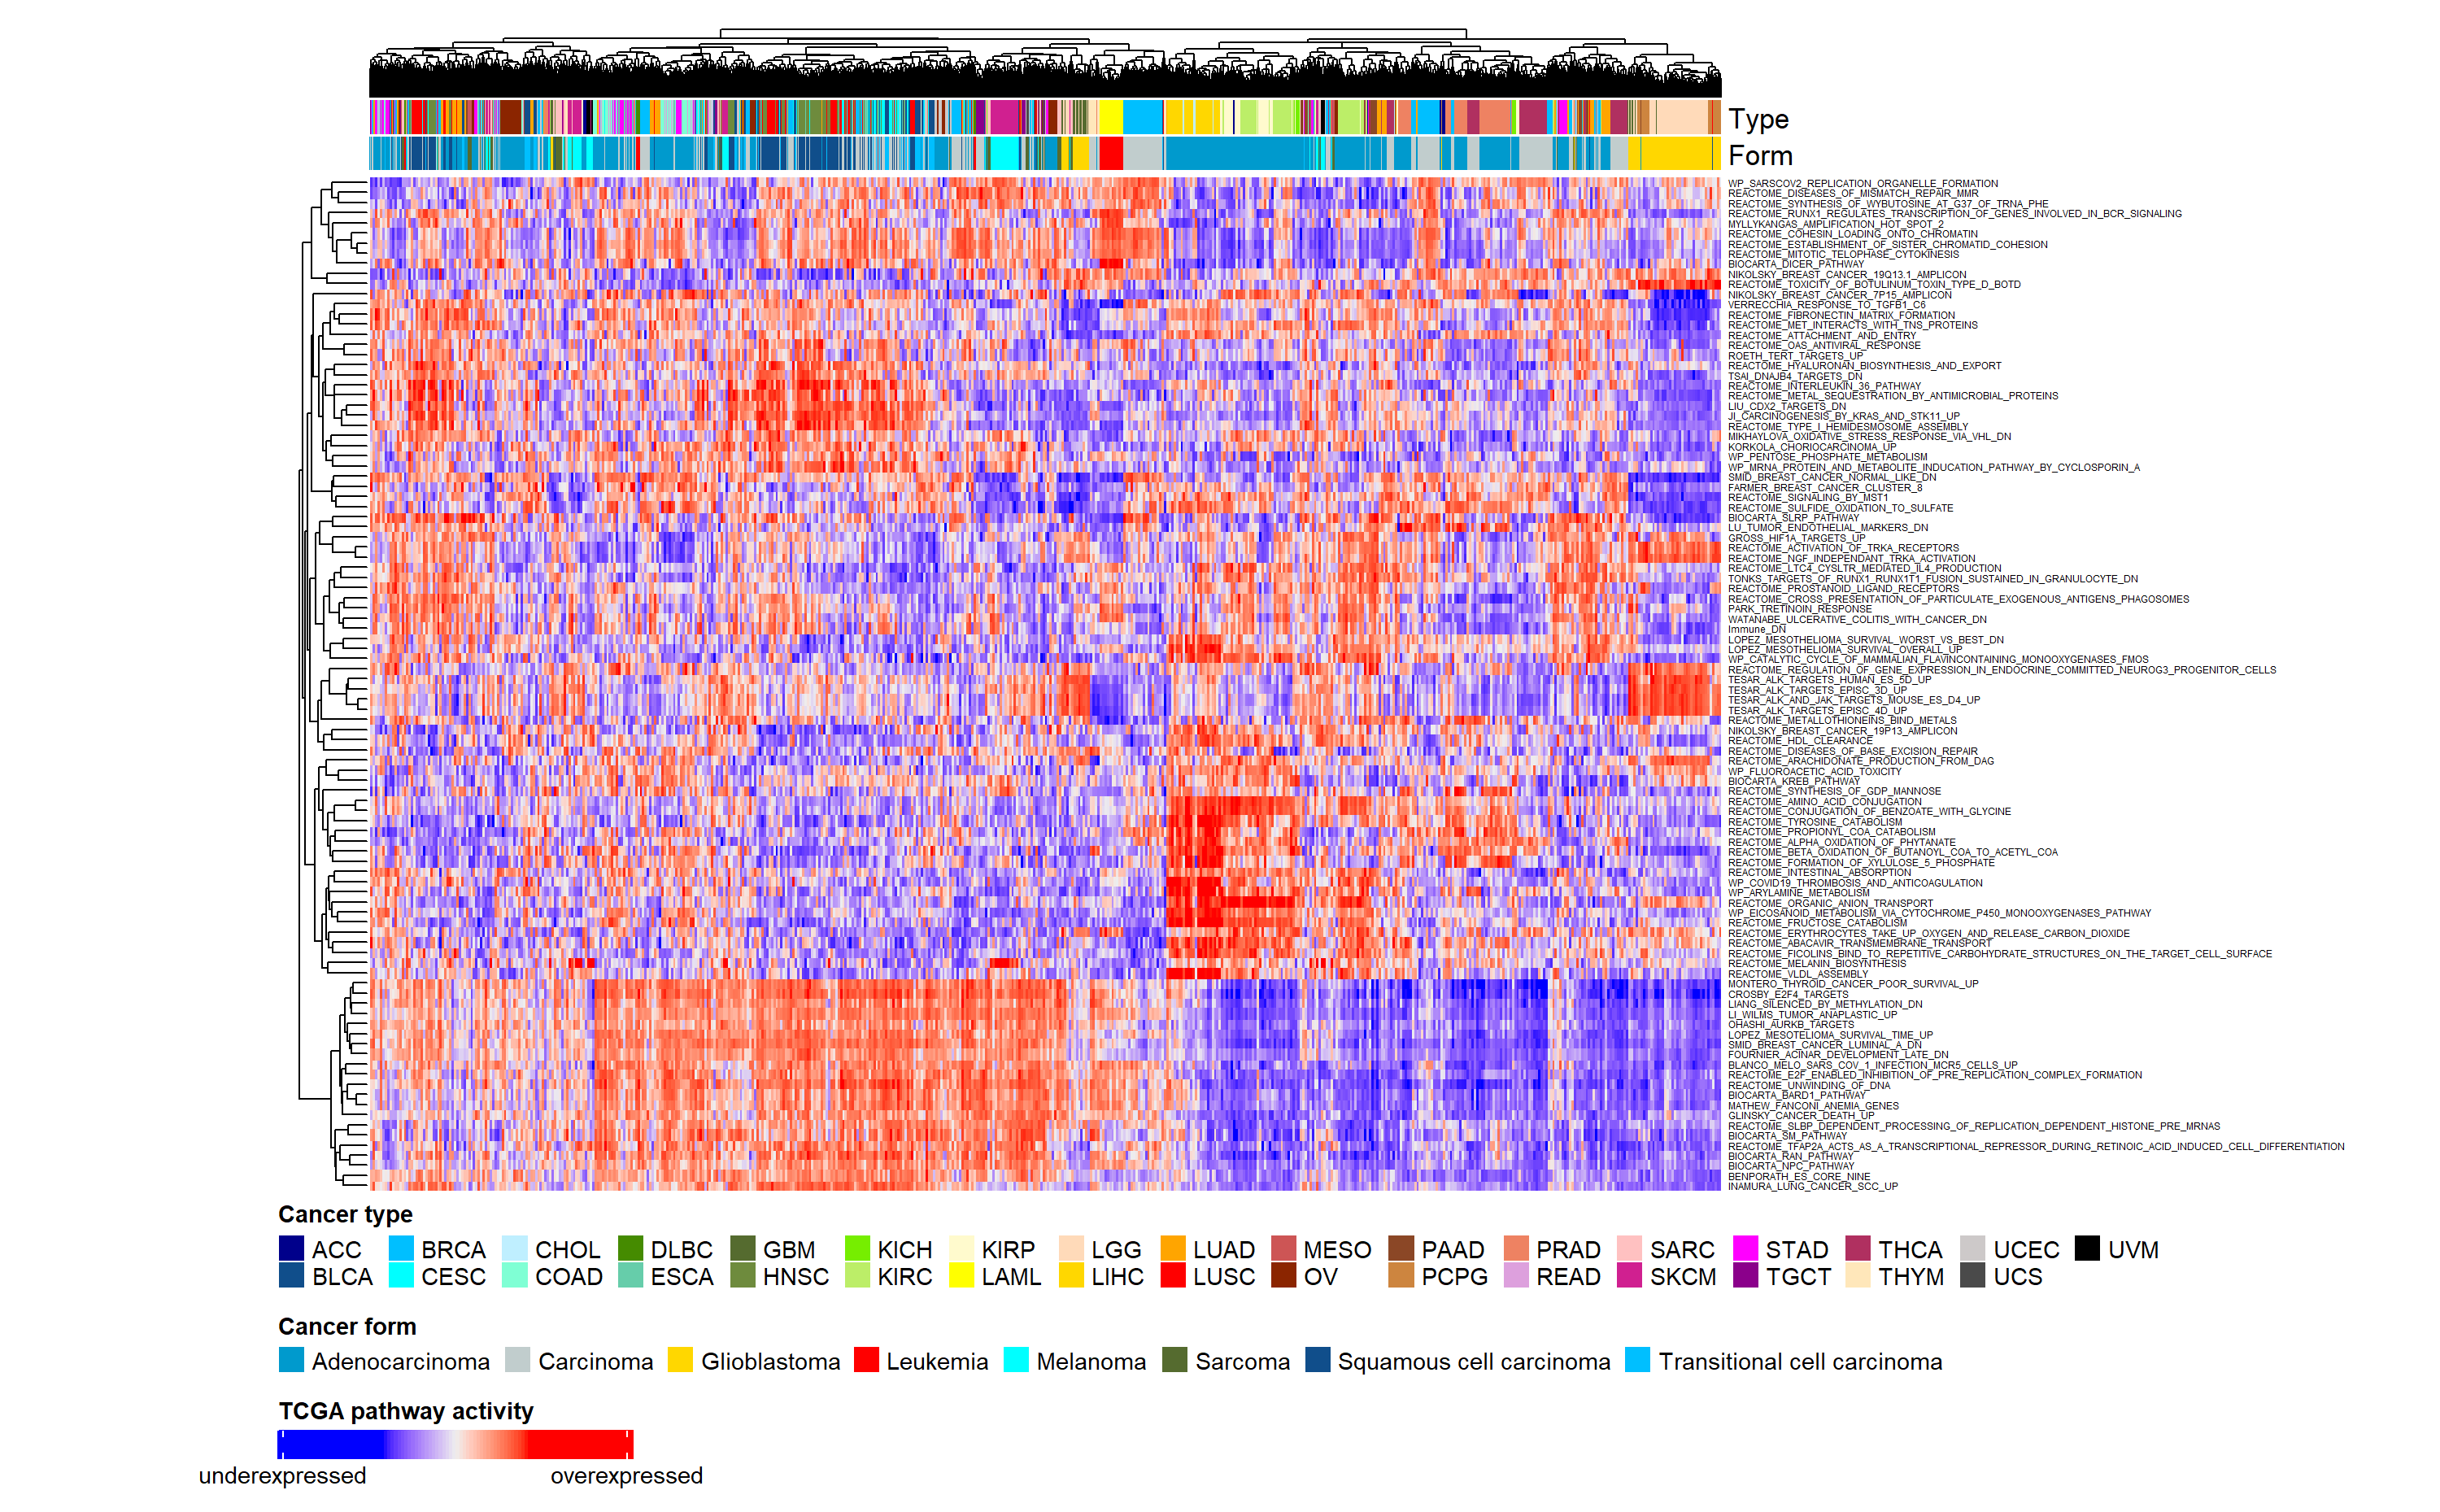 Type
Form
WP_SARSCOV2_REPLICATION_ORGANELLE_FORMATION
REACTOME_DISEASES_OF_MISMATCH_REPAIR_MMR
REACTOME_SYNTHESIS_OF_WYBUTOSINE_AT_G37_OF_TRNA_PHE
REACTOME_RUNX1_REGULATES_TRANSCRIPTION_OF_GENES_INVOLVED_IN_BCR_SIGNALING
MYLLYKANGAS_AMPLIFICATION_HOT_SPOT_2
REACTOME_COHESIN_LOADING_ONTO_CHROMATIN
REACTOME_ESTABLISHMENT_OF_SISTER_CHROMATID_COHESION
REACTOME_MITOTIC_TELOPHASE_CYTOKINESIS
BIOCARTA_DICER_PATHWAY
NIKOLSKY_BREAST_CANCER_19Q13.1_AMPLICON
REACTOME_TOXICITY_OF_BOTULINUM_TOXIN_TYPE_D_BOTD
NIKOLSKY_BREAST_CANCER_7P15_AMPLICON
VERRECCHIA_RESPONSE_TO_TGFB1_C6
REACTOME_FIBRONECTIN_MATRIX_FORMATION
REACTOME_MET_INTERACTS_WITH_TNS_PROTEINS
REACTOME_ATTACHMENT_AND_ENTRY
REACTOME_OAS_ANTIVIRAL_RESPONSE
ROETH_TERT_TARGETS_UP
REACTOME_HYALURONAN_BIOSYNTHESIS_AND_EXPORT
TSAI_DNAJB4_TARGETS_DN
REACTOME_INTERLEUKIN_36_PATHWAY
REACTOME_METAL_SEQUESTRATION_BY_ANTIMICROBIAL_PROTEINS
LIU_CDX2_TARGETS_DN
JI_CARCINOGENESIS_BY_KRAS_AND_STK11_UP
REACTOME_TYPE_I_HEMIDESMOSOME_ASSEMBLY
MIKHAYLOVA_OXIDATIVE_STRESS_RESPONSE_VIA_VHL_DN
KORKOLA_CHORIOCARCINOMA_UP
WP_PENTOSE_PHOSPHATE_METABOLISM
WP_MRNA_PROTEIN_AND_METABOLITE_INDUCATION_PATHWAY_BY_CYCLOSPORIN_A
SMID_BREAST_CANCER_NORMAL_LIKE_DN
FARMER_BREAST_CANCER_CLUSTER_8
REACTOME_SIGNALING_BY_MST1
REACTOME_SULFIDE_OXIDATION_TO_SULFATE
BIOCARTA_SLRP_PATHWAY
LU_TUMOR_ENDOTHELIAL_MARKERS_DN
GROSS_HIF1A_TARGETS_UP
REACTOME_ACTIVATION_OF_TRKA_RECEPTORS
REACTOME_NGF_INDEPENDANT_TRKA_ACTIVATION
REACTOME_LTC4_CYSLTR_MEDIATED_IL4_PRODUCTION
TONKS_TARGETS_OF_RUNX1_RUNX1T1_FUSION_SUSTAINED_IN_GRANULOCYTE_DN
REACTOME_PROSTANOID_LIGAND_RECEPTORS
REACTOME_CROSS_PRESENTATION_OF_PARTICULATE_EXOGENOUS_ANTIGENS_PHAGOSOMES
PARK_TRETINOIN_RESPONSE
WATANABE_ULCERATIVE_COLITIS_WITH_CANCER_DN
Immune_DN
LOPEZ_MESOTHELIOMA_SURVIVAL_WORST_VS_BEST_DN
LOPEZ_MESOTHELIOMA_SURVIVAL_OVERALL_UP
WP_CATALYTIC_CYCLE_OF_MAMMALIAN_FLAVINCONTAINING_MONOOXYGENASES_FMOS
REACTOME_REGULATION_OF_GENE_EXPRESSION_IN_ENDOCRINE_COMMITTED_NEUROG3_PROGENITOR_CELLS
TESAR_ALK_TARGETS_HUMAN_ES_5D_UP
TESAR_ALK_TARGETS_EPISC_3D_UP
TESAR_ALK_AND_JAK_TARGETS_MOUSE_ES_D4_UP
TESAR_ALK_TARGETS_EPISC_4D_UP
REACTOME_METALLOTHIONEINS_BIND_METALS
NIKOLSKY_BREAST_CANCER_19P13_AMPLICON
REACTOME_HDL_CLEARANCE
REACTOME_DISEASES_OF_BASE_EXCISION_REPAIR
REACTOME_ARACHIDONATE_PRODUCTION_FROM_DAG
WP_FLUOROACETIC_ACID_TOXICITY
BIOCARTA_KREB_PATHWAY
REACTOME_SYNTHESIS_OF_GDP_MANNOSE
REACTOME_AMINO_ACID_CONJUGATION
REACTOME_CONJUGATION_OF_BENZOATE_WITH_GLYCINE
REACTOME_TYROSINE_CATABOLISM
REACTOME_PROPIONYL_COA_CATABOLISM
REACTOME_ALPHA_OXIDATION_OF_PHYTANATE
REACTOME_BETA_OXIDATION_OF_BUTANOYL_COA_TO_ACETYL_COA
REACTOME_FORMATION_OF_XYLULOSE_5_PHOSPHATE
REACTOME_INTESTINAL_ABSORPTION
WP_COVID19_THROMBOSIS_AND_ANTICOAGULATION
WP_ARYLAMINE_METABOLISM
REACTOME_ORGANIC_ANION_TRANSPORT
WP_EICOSANOID_METABOLISM_VIA_CYTOCHROME_P450_MONOOXYGENASES_PATHWAY
REACTOME_FRUCTOSE_CATABOLISM
REACTOME_ERYTHROCYTES_TAKE_UP_OXYGEN_AND_RELEASE_CARBON_DIOXIDE
REACTOME_ABACAVIR_TRANSMEMBRANE_TRANSPORT
REACTOME_FICOLINS_BIND_TO_REPETITIVE_CARBOHYDRATE_STRUCTURES_ON_THE_TARGET_CELL_SURFACE
REACTOME_MELANIN_BIOSYNTHESIS
REACTOME_VLDL_ASSEMBLY
MONTERO_THYROID_CANCER_POOR_SURVIVAL_UP
CROSBY_E2F4_TARGETS
LIANG_SILENCED_BY_METHYLATION_DN
LI_WILMS_TUMOR_ANAPLASTIC_UP
OHASHI_AURKB_TARGETS
LOPEZ_MESOTELIOMA_SURVIVAL_TIME_UP
SMID_BREAST_CANCER_LUMINAL_A_DN
FOURNIER_ACINAR_DEVELOPMENT_LATE_DN
BLANCO_MELO_SARS_COV_1_INFECTION_MCR5_CELLS_UP
REACTOME_E2F_ENABLED_INHIBITION_OF_PRE_REPLICATION_COMPLEX_FORMATION
REACTOME_UNWINDING_OF_DNA
BIOCARTA_BARD1_PATHWAY
MATHEW_FANCONI_ANEMIA_GENES
GLINSKY_CANCER_DEATH_UP
REACTOME_SLBP_DEPENDENT_PROCESSING_OF_REPLICATION_DEPENDENT_HISTONE_PRE_MRNAS
BIOCARTA_SM_PATHWAY
REACTOME_TFAP2A_ACTS_AS_A_TRANSCRIPTIONAL_REPRESSOR_DURING_RETINOIC_ACID_INDUCED_CELL_DIFFERENTIATION
BIOCARTA_RAN_PATHWAY
BIOCARTA_NPC_PATHWAY
BENPORATH_ES_CORE_NINE
INAMURA_LUNG_CANCER_SCC_UP
Cancer type
ACC BRCA CHOL DLBC GBM KICH KIRP LGG LUAD MESO PAAD PRAD SARC STAD THCA UCEC UVM
BLCA CESC COAD ESCA HNSC KIRC LAML LIHC LUSC OV PCPG READ SKCM TGCT THYM UCS
Cancer form
Adenocarcinoma Carcinoma Glioblastoma Leukemia Melanoma Sarcoma Squamous cell carcinoma Transitional cell carcinoma
TCGA pathway activity
underexpressed overexpressed